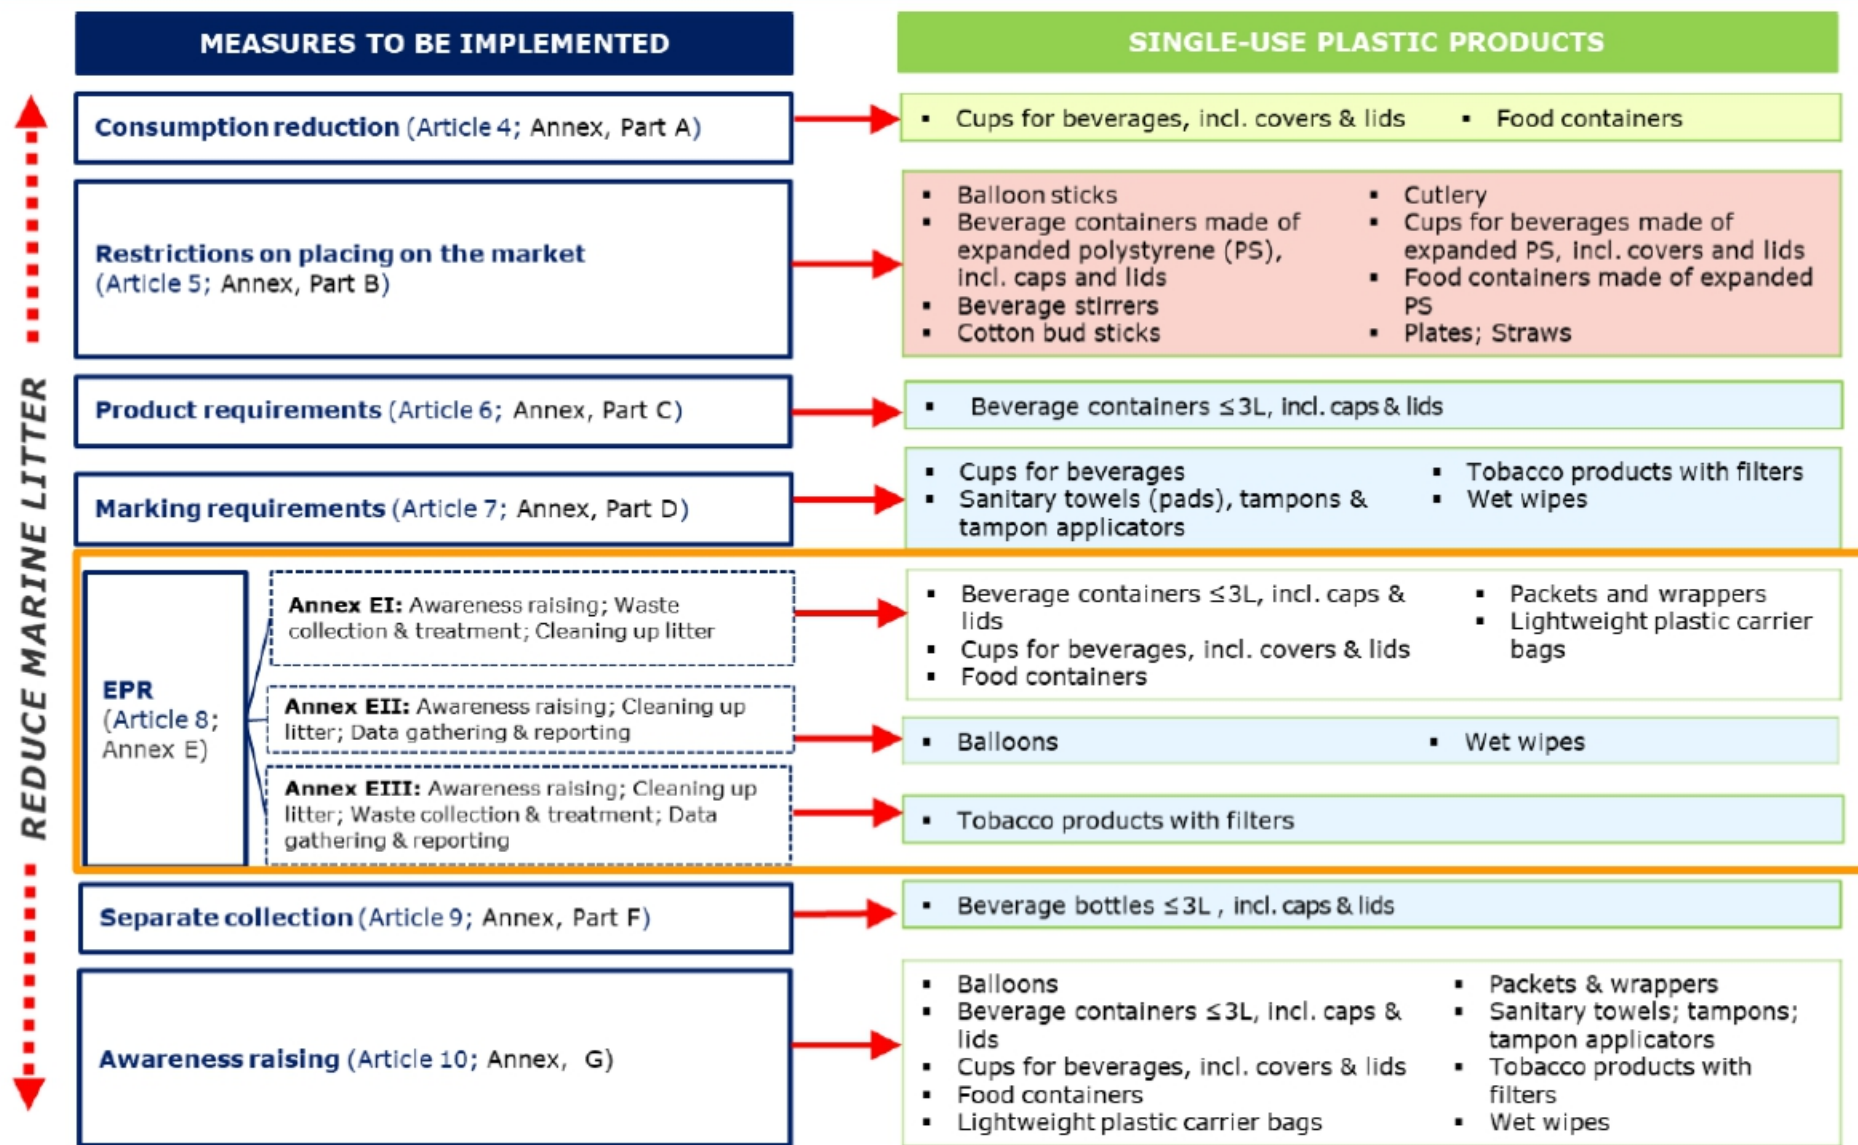 MEASURES TO BE IMPLEMENTED
SINGLE-USE PLASTIC PRODUCTS
REDUCE MARINE LITTER
Consumption reduction (Article 4; Annex, Part A)
▪ Cups for beverages, incl. covers & lids
▪ Food containers
Restrictions on placing on the market
(Article 5; Annex, Part B)
▪ Balloon sticks
▪ Beverage containers made of
expanded polystyrene (PS),
incl. caps and lids
▪ Beverage stirrers
▪ Cotton bud sticks
▪ Cutlery
▪ Cups for beverages made of
expanded PS, incl. covers and lids
▪ Food containers made of expanded
PS
▪ Plates; Straws
Product requirements (Article 6; Annex, Part C)
▪ Beverage containers ≤3L, incl. caps & lids
Marking requirements (Article 7; Annex, Part D)
▪ Cups for beverages
▪ Sanitary towels (pads), tampons &
tampon applicators
▪ Tobacco products with filters
▪ Wet wipes
EPR
(Article 8;
Annex E)
Annex EI: Awareness raising; Waste
collection & treatment; Cleaning up litter
▪ Beverage containers ≤3L, incl. caps &
lids
▪ Cups for beverages, incl. covers & lids
▪ Food containers
▪ Packets and wrappers
▪ Lightweight plastic carrier
bags
Annex EII: Awareness raising; Cleaning up
litter; Data gathering & reporting
▪ Balloons
▪ Wet wipes
Annex EIII: Awareness raising; Cleaning up
litter; Waste collection & treatment; Data
gathering & reporting
▪ Tobacco products with filters
Separate collection (Article 9; Annex, Part F)
▪ Beverage bottles ≤3L , incl. caps & lids
Awareness raising (Article 10; Annex, G)
▪ Balloons
▪ Beverage containers ≤3L, incl. caps &
lids
▪ Cups for beverages, incl. covers & lids
▪ Food containers
▪ Lightweight plastic carrier bags
▪ Packets & wrappers
▪ Sanitary towels; tampons;
tampon applicators
▪ Tobacco products with
filters
▪ Wet wipes